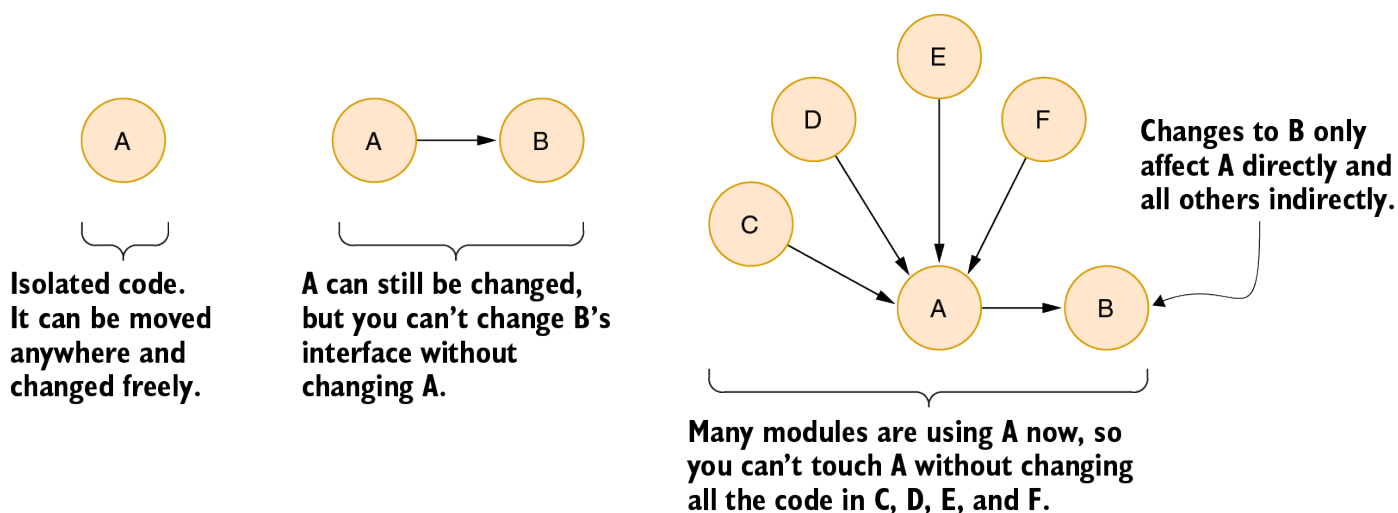 A
Isolated code.
It can be moved
anywhere and
changed freely.
A
B
A can still be changed,
but you can't change B's
interface without
changing A.
E
D
F
C
A
B
Changes to B only
affect A directly and
all others indirectly.
Many modules are using A now, so
you can't touch A without changing
all the code in C, D, E, and F.